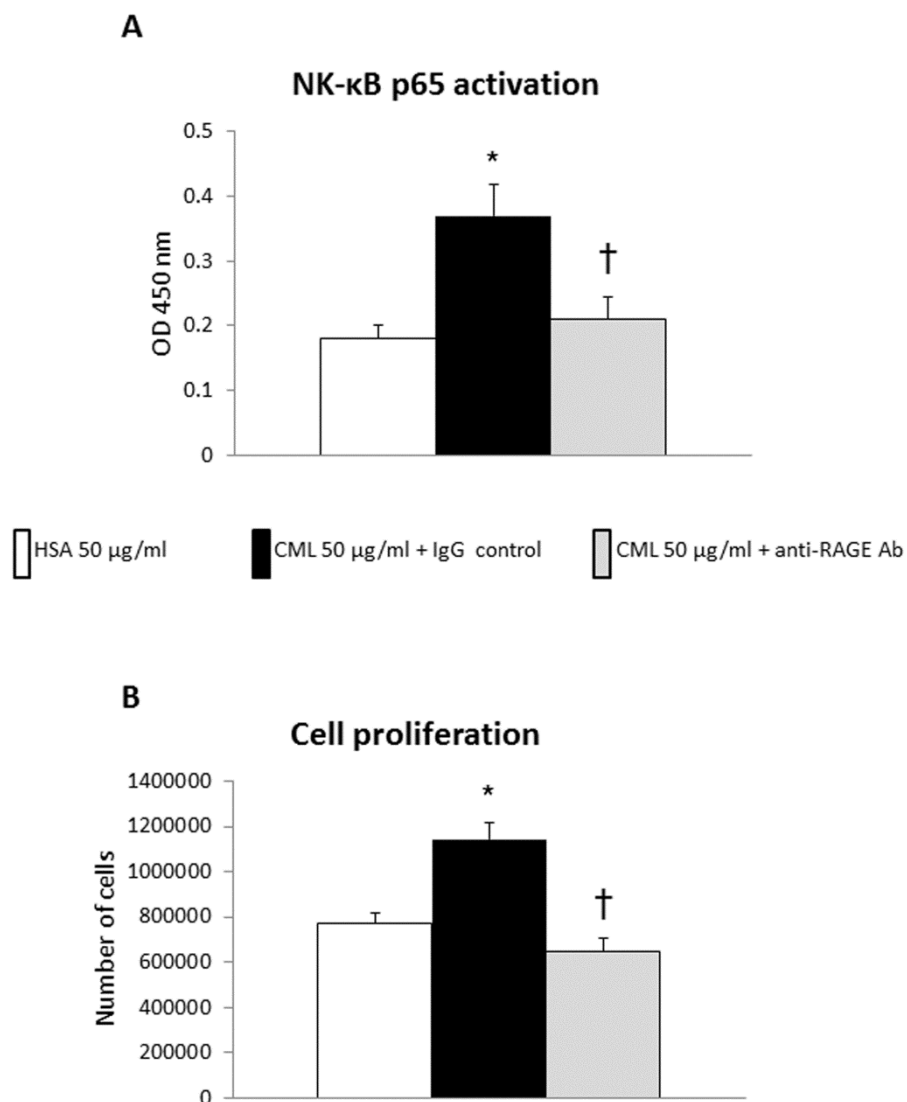 A
NK-κB p65 activation
0.5
*
0.4
0.3
†
0.2
0.1
0
OD 450 nm
HSA 50 µg/ml
CML 50 µg/ml + IgG control
CML 50 µg/ml + anti-RAGE Ab
B
Cell proliferation
1400000
*
1200000
1000000
†
800000
600000
400000
200000
0
Number of cells